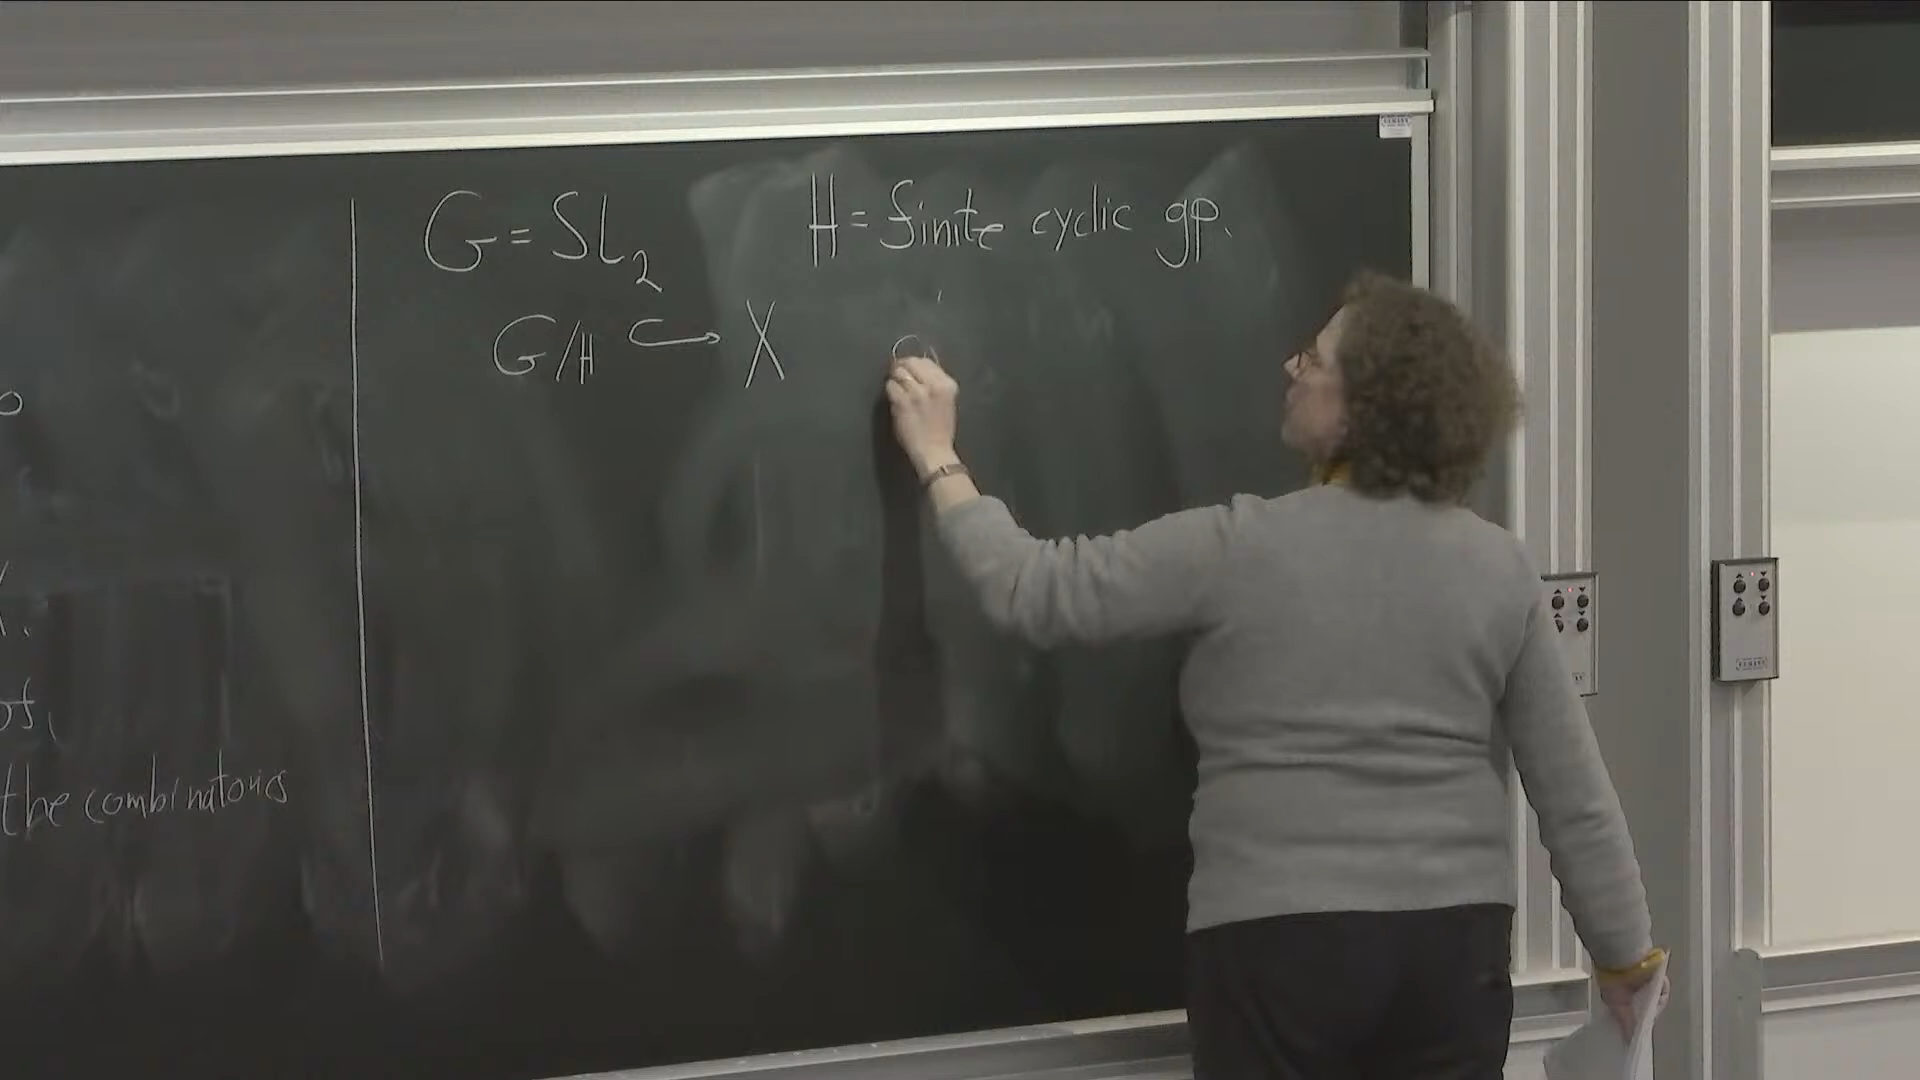 G = SL₂ H = finite cyclic gp.
G/H ↪ X
the combinatorics